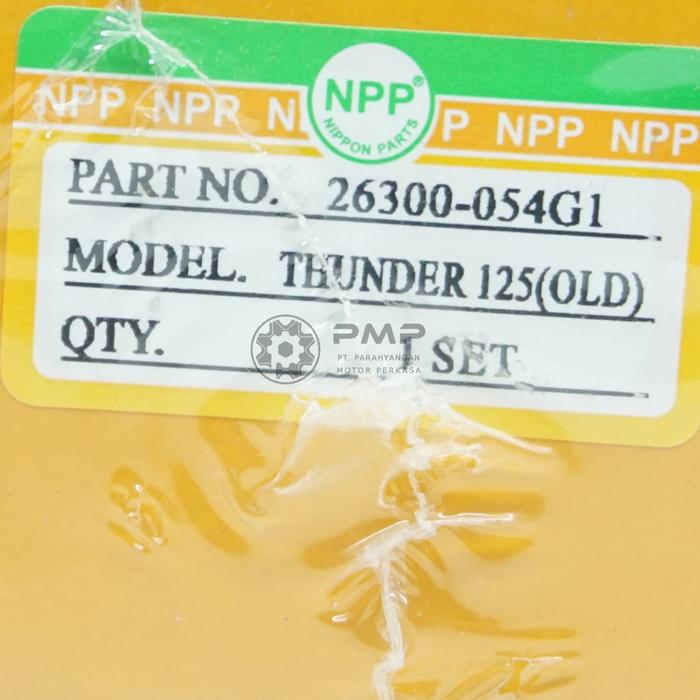 NPP NPP N NPP® P NPP NPP
NIPPON PARTS
PART NO. 26300-054G1
MODEL. THUNDER 125(OLD)
QTY. 1 SET
PMP
PT. PARAHYANGAN
MOTOR PERKASA